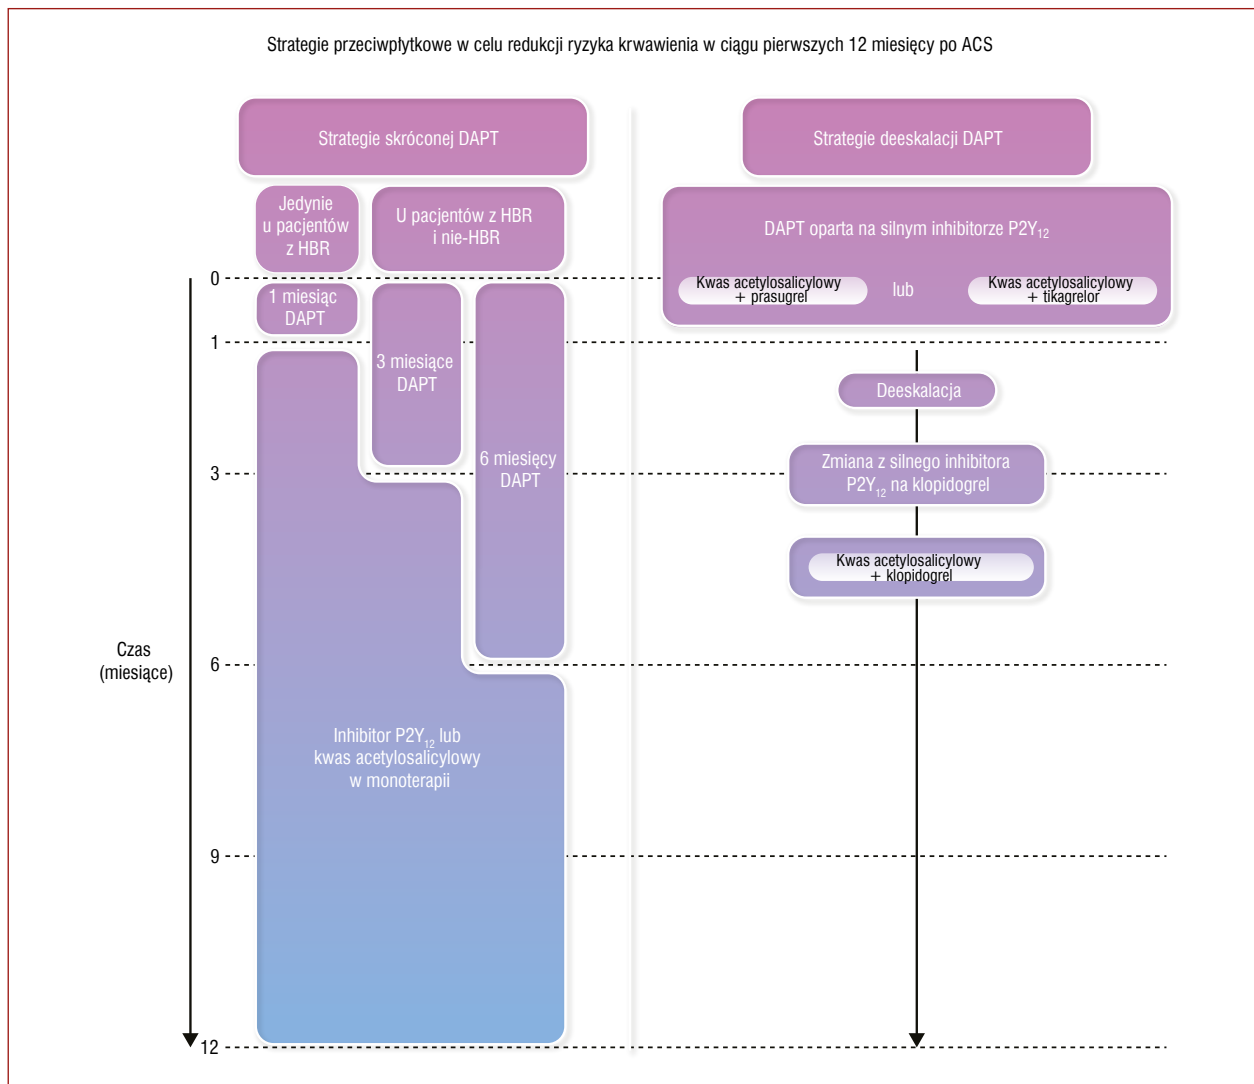 Strategie przeciwpłytkowe w celu redukcji ryzyka krwawienia w ciągu pierwszych 12 miesięcy po ACS
Strategie skróconej DAPT
Strategie deeskalacji DAPT
Jedynie
u pacjentów
z HBR
U pacjentów z HBR
i nie-HBR
DAPT oparta na silnym inhibitorze P2Y₁₂
Kwas acetylosalicylowy
+ prasugrel
lub
Kwas acetylosalicylowy
+ tikagrelor
0
1 miesiąc
DAPT
1
3 miesiące
DAPT
Deeskalacja
3
6 miesięcy
DAPT
Zmiana z silnego inhibitora
P2Y₁₂ na klopidogrel
Kwas acetylosalicylowy
+ klopidogrel
Czas
(miesiące)
6
Inhibitor P2Y₁₂ lub
kwas acetylosalicylowy
w monoterapii
9
12